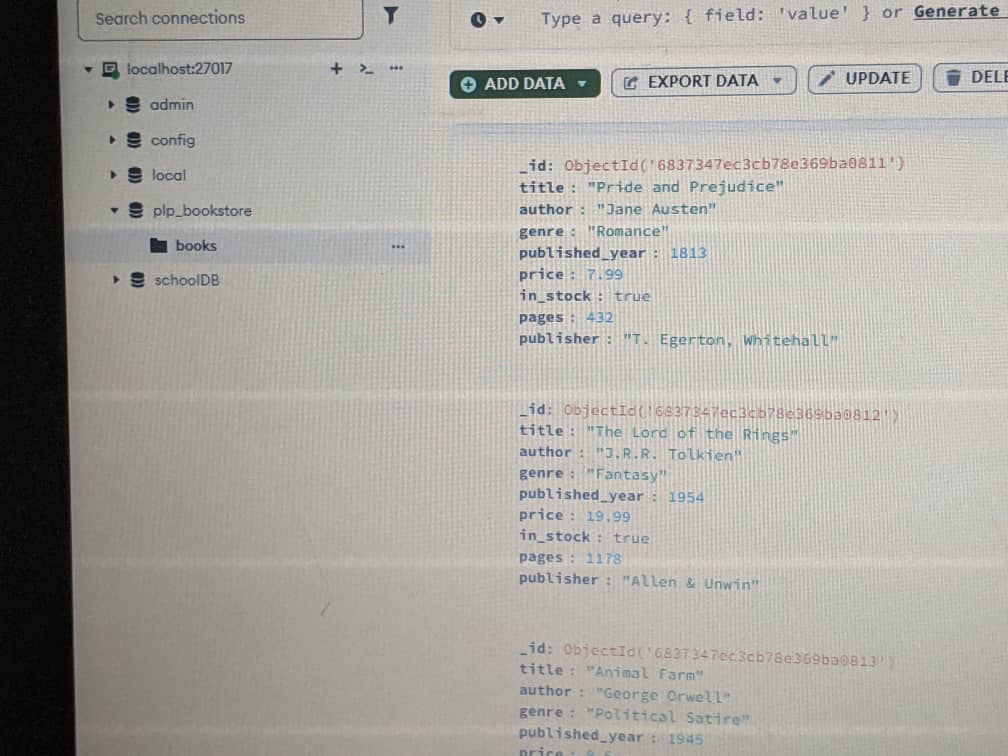 Search connections
localhost:27017
admin
config
local
plp_bookstore
books
schoolDB
Type a query: { field: 'value' } or Generate
ADD DATA
EXPORT DATA
UPDATE
DELE
_id: ObjectId('6837347ec3cb78e369ba0811')
title : "Pride and Prejudice"
author : "Jane Austen"
genre : "Romance"
published_year : 1813
price : 7.99
in_stock : true
pages : 432
publisher : "T. Egerton, Whitehall"
_id: ObjectId('6837347ec3cb78e369ba0812')
title : "The Lord of the Rings"
author : "J.R.R. Tolkien"
genre : "Fantasy"
published_year : 1954
price : 19.99
in_stock : true
pages : 1178
publisher : "Allen & Unwin"
_id: ObjectId('6837347ec3cb78e369ba0813')
title : "Animal Farm"
author : "George Orwell"
genre : "Political Satire"
published_year : 1945
price :